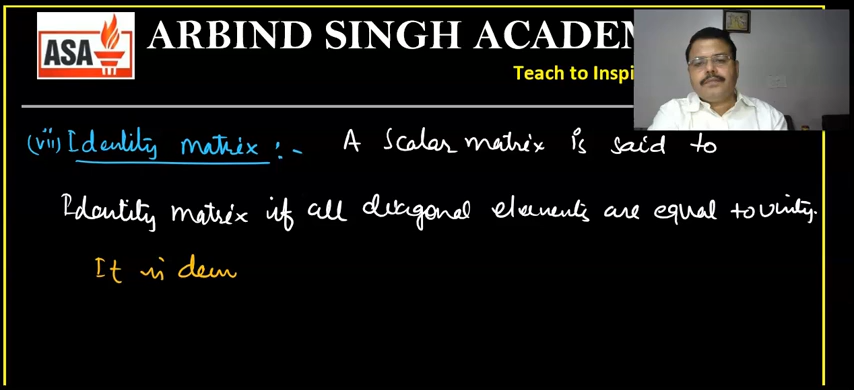 ARBIND SINGH ACADEM
ASA
Teach to Inspi
(vii) Identity matrix :- A Scalar matrix is said to
Identity matrix if all diagonal elements are equal to unity.
It is den